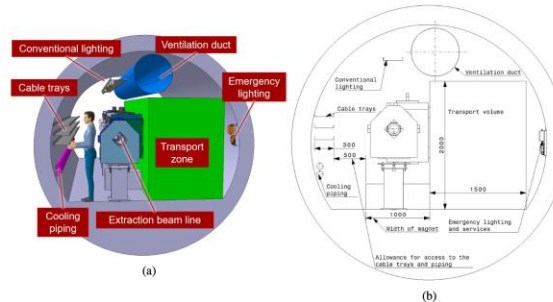 Conventional lighting
Ventilation duct
Cable trays
Emergency lighting
Transport zone
Cooling piping
Extraction beam line
(a)
Conventional
lighting
Ventilation duct
Cable trays
Transport volume
300
500
2000
Cooling
piping
1500
1000
Width of magnet
Emergency lighting
and services
Allowance for access to the
cable trays and piping
(b)